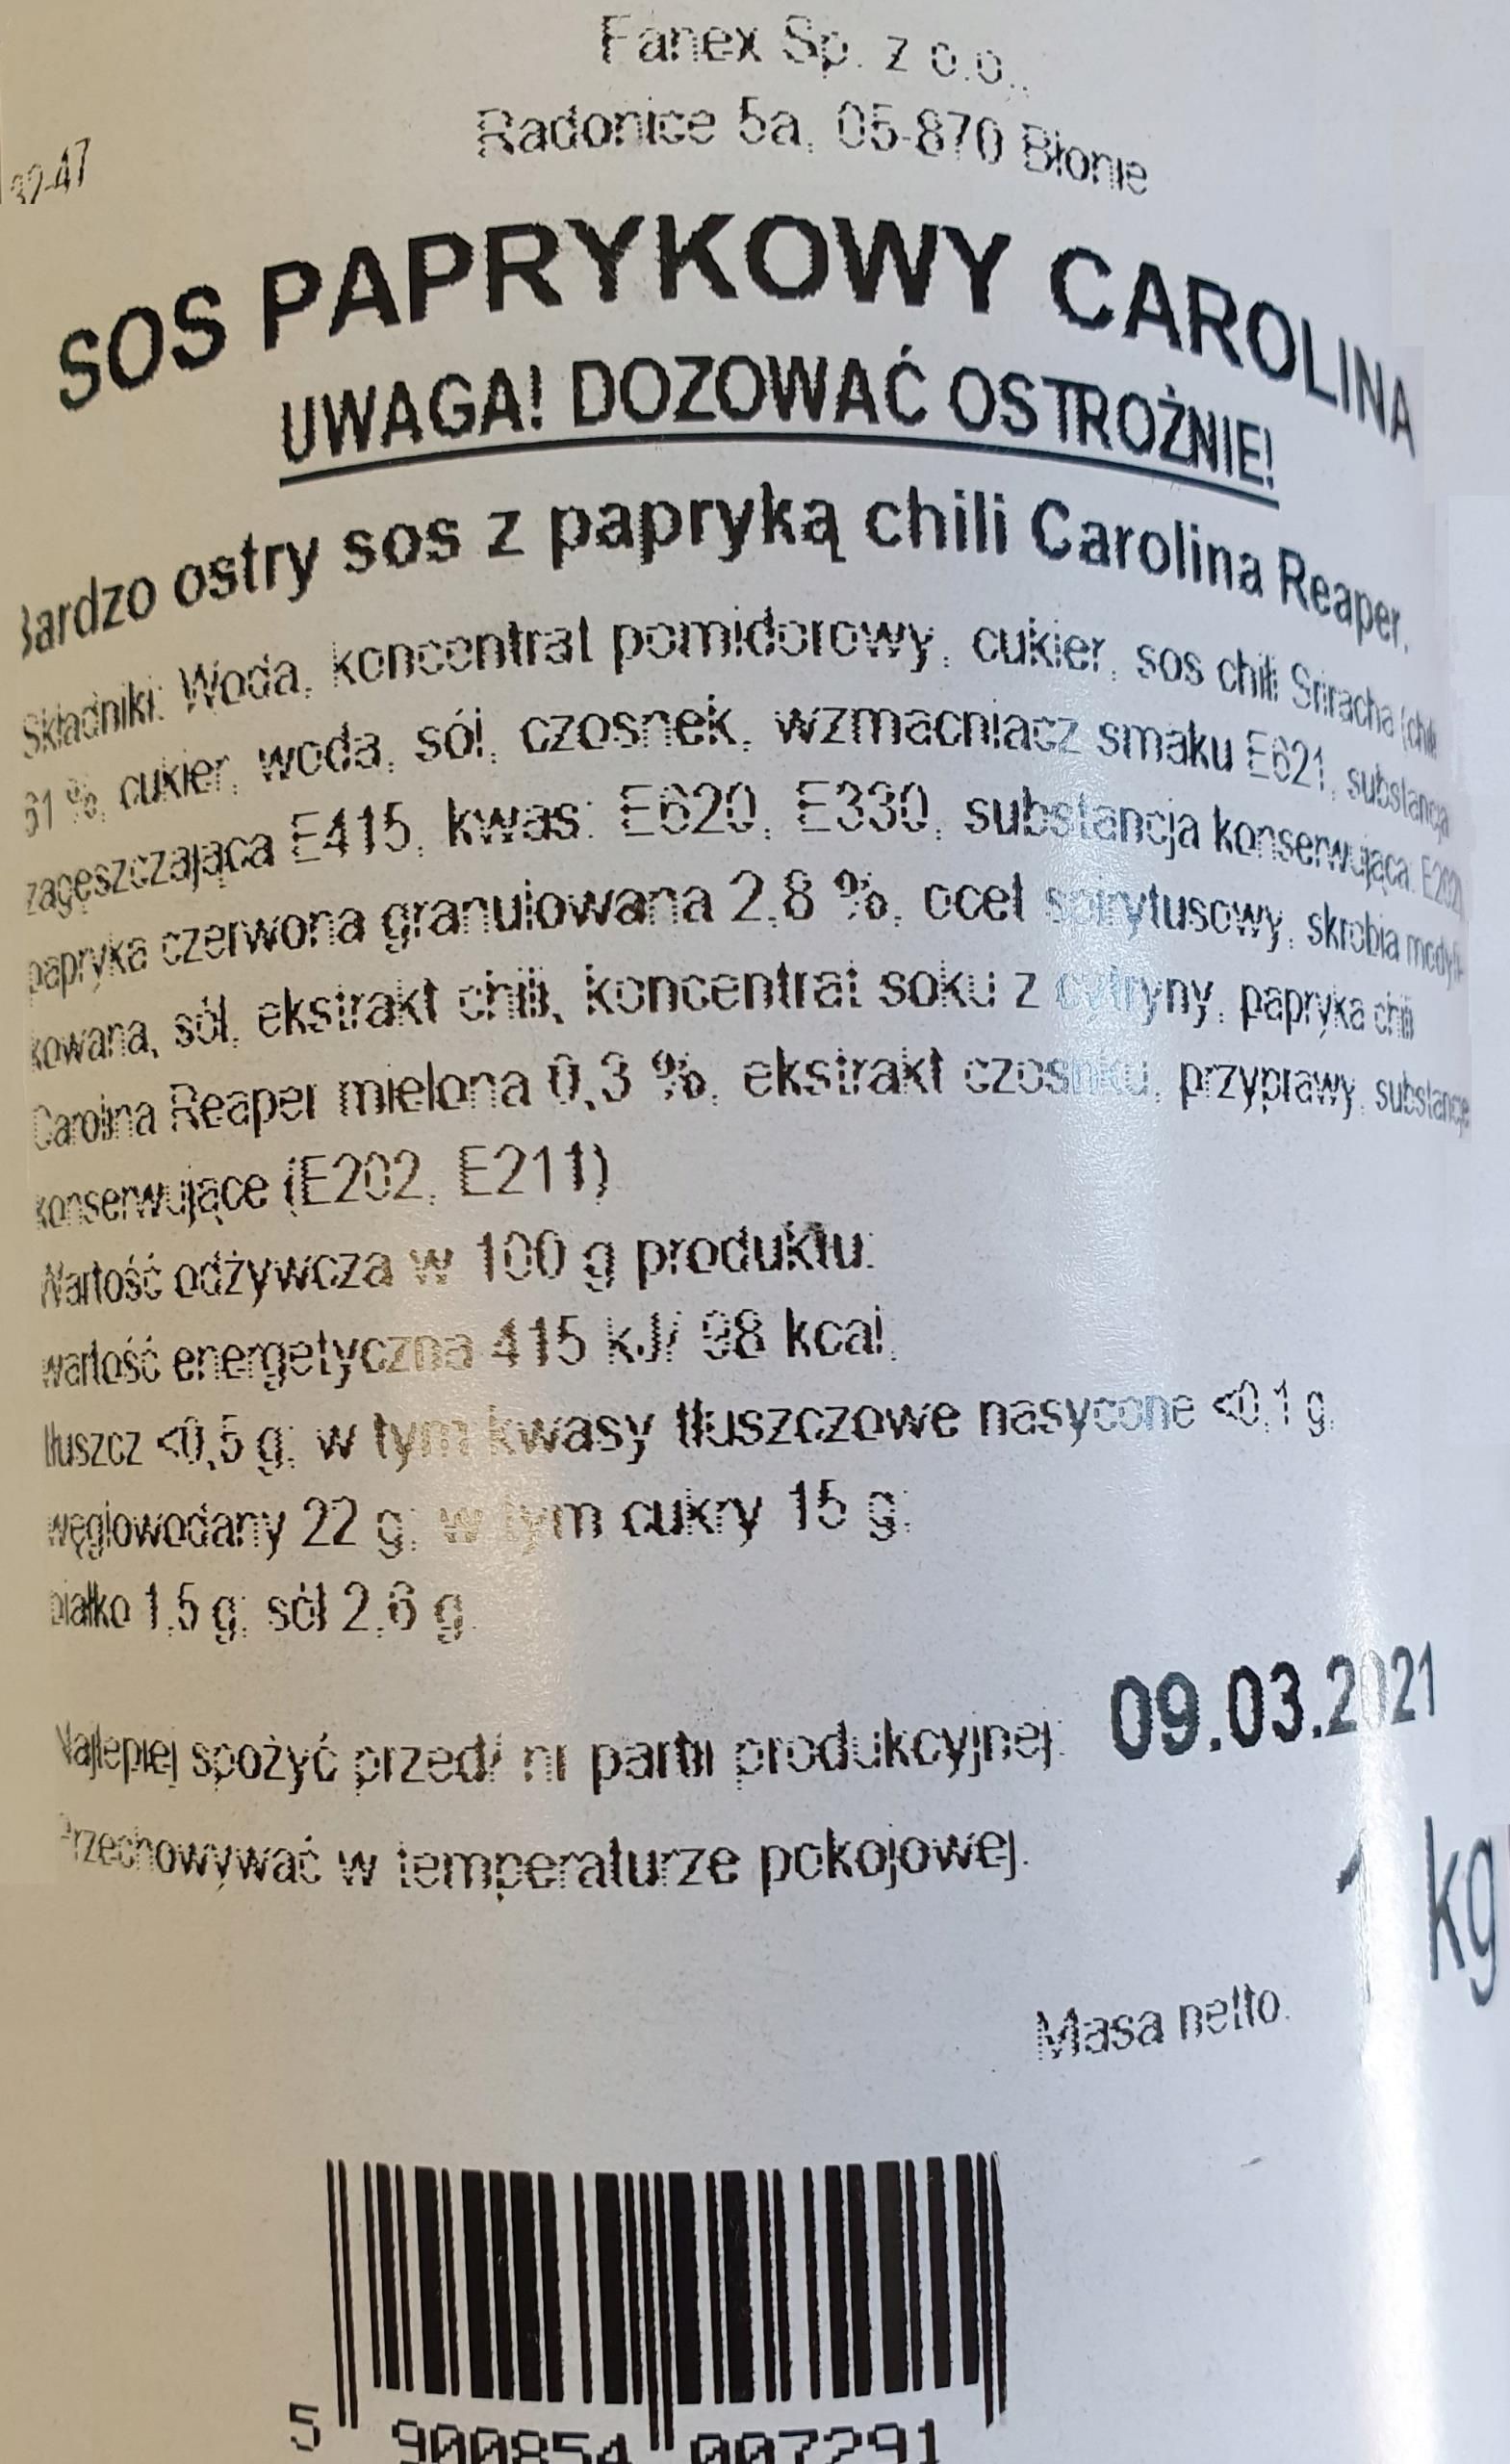 Fanex Sp. z o.o.,
Radonice 5a, 05-870 Błonie
32-47
SOS PAPRYKOWY CAROLINA
UWAGA! DOZOWAĆ OSTROŻNIE!
Bardzo ostry sos z papryką chili Carolina Reaper.
Składniki: Woda, koncentrat pomidorowy, cukier, sos chili Sriracha (chili
61 %, cukier, woda, sól, czosnek, wzmacniacz smaku E621, substancja
zagęszczająca E415, kwas: E620, E330, substancja konserwująca: E202),
papryka czerwona granulowana 2,8 %, ocet spirytusowy, skrobia modyfi-
kowana, sól, ekstrakt chili, koncentrat soku z cytryny, papryka chili
Carolina Reaper mielona 0,3 %, ekstrakt czosnku, przyprawy, substancje
konserwujące (E202, E211)
Wartość odżywcza w 100 g produktu:
wartość energetyczna 415 kJ/ 98 kcal,
tłuszcz <0,5 g; w tym kwasy tłuszczowe nasycone <0,1 g,
węglowodany 22 g; w tym cukry 15 g;
białko 1,5 g; sól 2,6 g.
Najlepiej spożyć przed/ nr partii produkcyjnej: 09.03.2021
Przechowywać w temperaturze pokojowej.
1 kg
Masa netto:
5 900854 007291